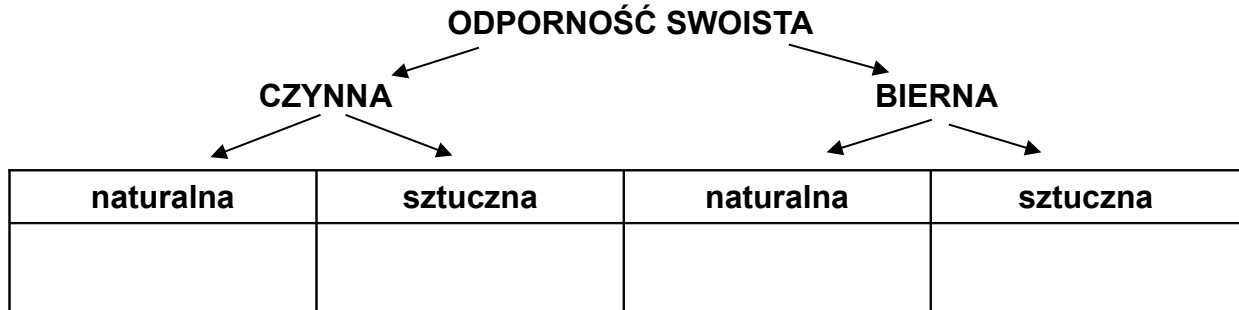 ODPORNOŚĆ SWOISTA
CZYNNA BIERNA
naturalna sztuczna naturalna sztuczna